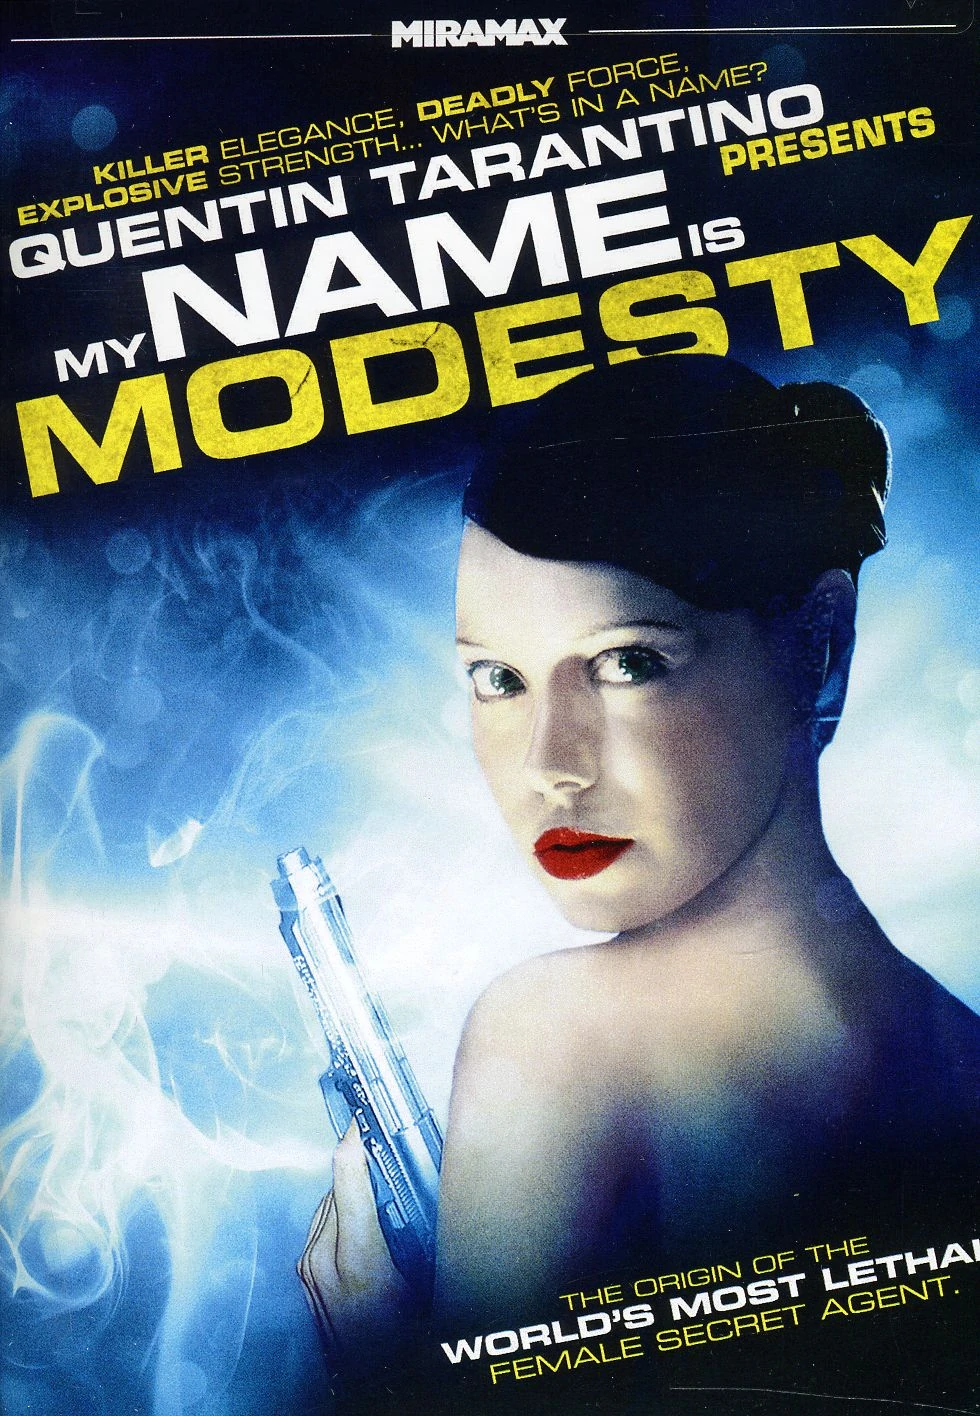 MIRAMAX
KILLER ELEGANCE, DEADLY FORCE,
EXPLOSIVE STRENGTH... WHAT'S IN A NAME?
QUENTIN TARANTINO
PRESENTS
MY NAME IS
MODESTY
THE ORIGIN OF THE
WORLD'S MOST LETHAL
FEMALE SECRET AGENT.